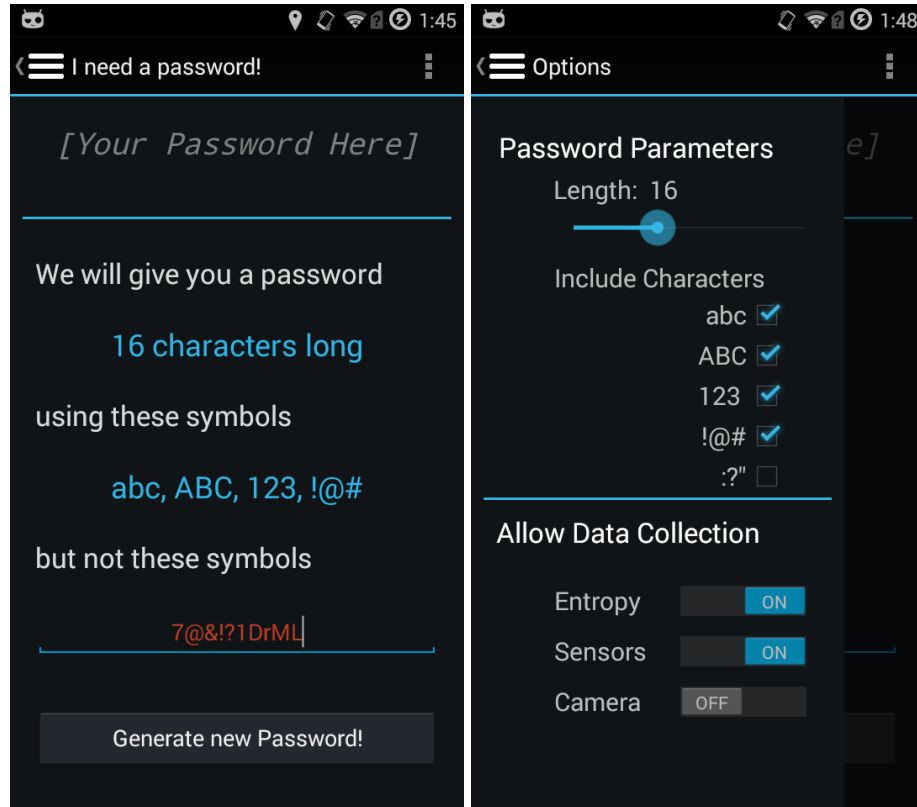 1:45
I need a password!
[Your Password Here]
We will give you a password
16 characters long
using these symbols
abc, ABC, 123, !@#
but not these symbols
7@&!?1DrML
Generate new Password!
1:48
Options
e]
Password Parameters
Length: 16
Include Characters
abc
ABC
123
!@#
:?"
Allow Data Collection
Entropy ON
Sensors ON
Camera OFF